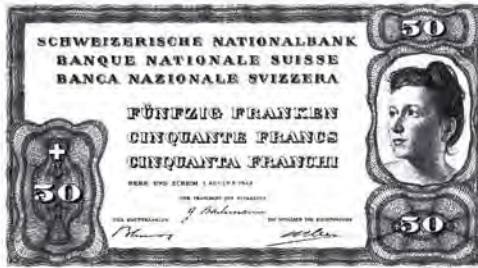 50
SCHWEIZERISCHE NATIONALBANK
BANQUE NATIONALE SUISSE
BANCA NAZIONALE SVIZZERA
FÜNFZIG FRANKEN
CINQUANTE FRANCS
CINQUANTA FRANCHI
50
50